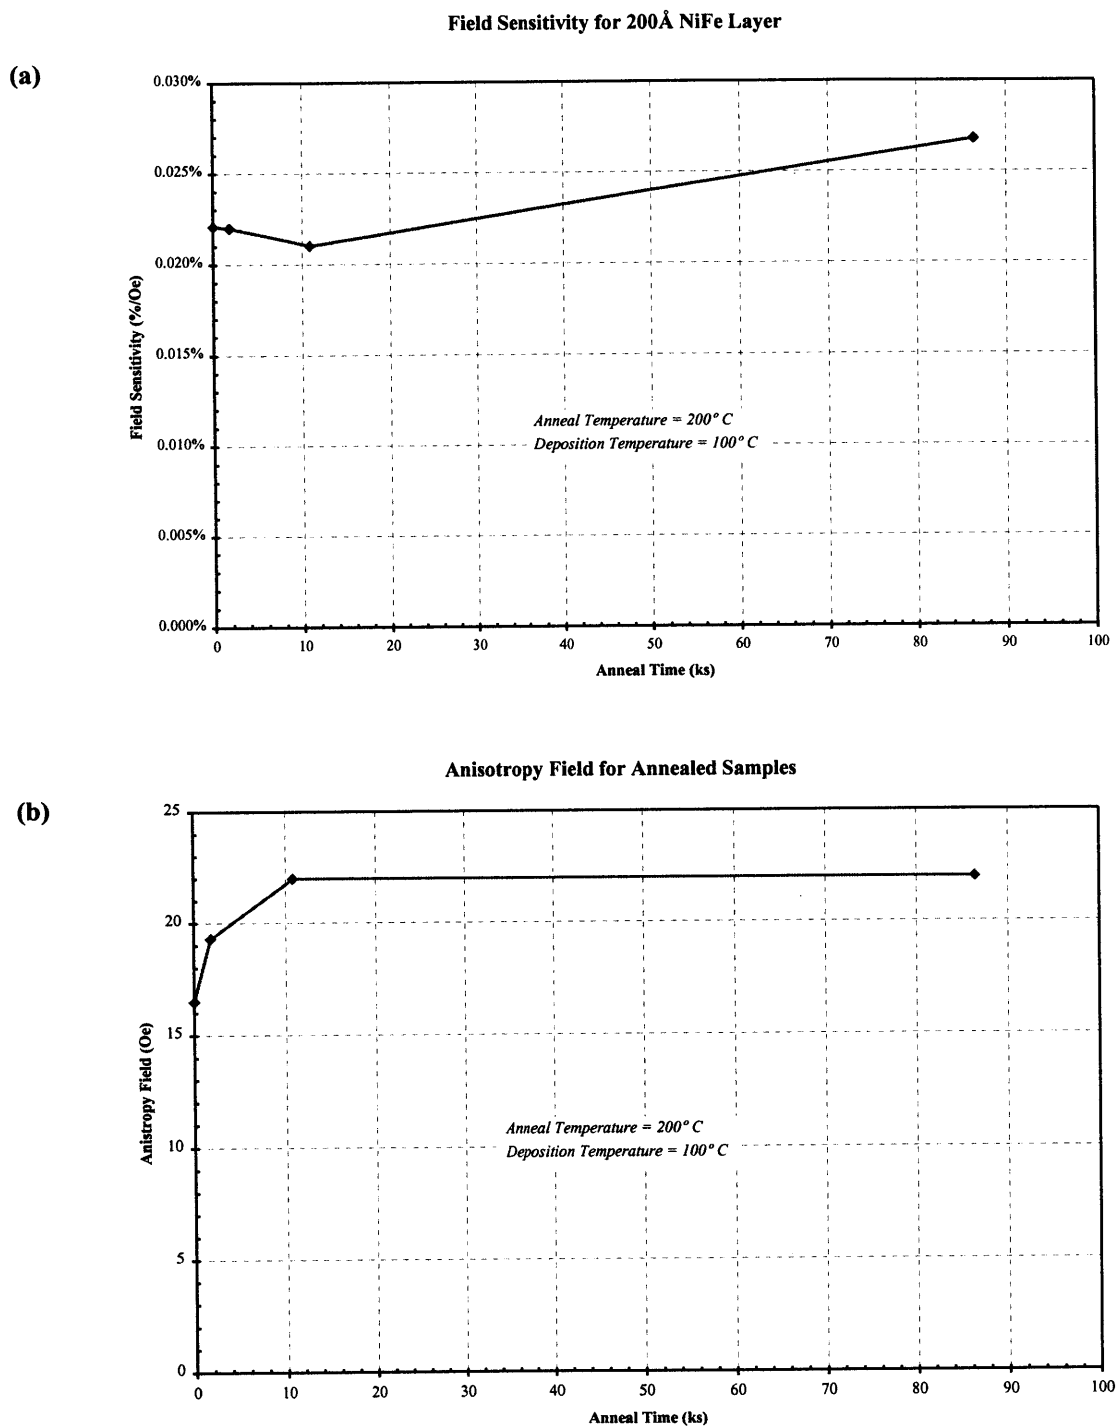 Field Sensitivity for 200Å NiFe Layer
(a)
0.030%
0.025%
0.020%
0.015%
0.010%
0.005%
0.000%
Field Sensitivity (%/Oe)
Anneal Temperature = 200° C
Deposition Temperature = 100° C
0 10 20 30 40 50 60 70 80 90 100
Anneal Time (ks)
Anisotropy Field for Annealed Samples
(b)
25
20
15
10
5
0
Anistropy Field (Oe)
Anneal Temperature = 200° C
Deposition Temperature = 100° C
0 10 20 30 40 50 60 70 80 90 100
Anneal Time (ks)